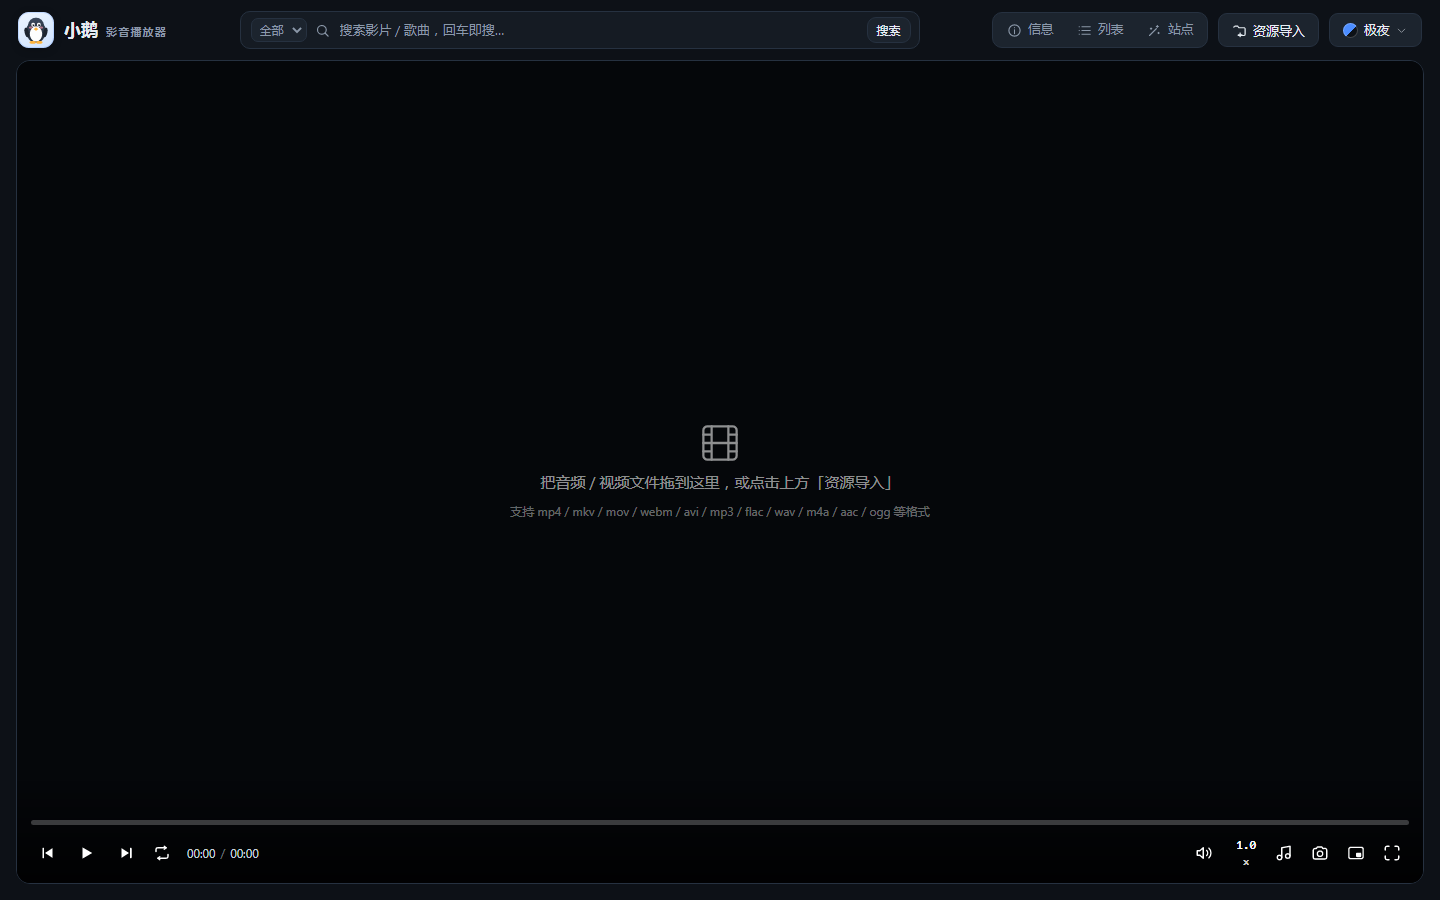 小鹅 影音播放器
全部 搜索影片 / 歌曲，回车即搜... 搜索
信息 列表 站点 资源导入 极夜
把音频 / 视频文件拖到这里，或点击上方「资源导入」
支持 mp4 / mkv / mov / webm / avi / mp3 / flac / wav / m4a / aac / ogg 等格式
00:00 / 00:00
1.0
x